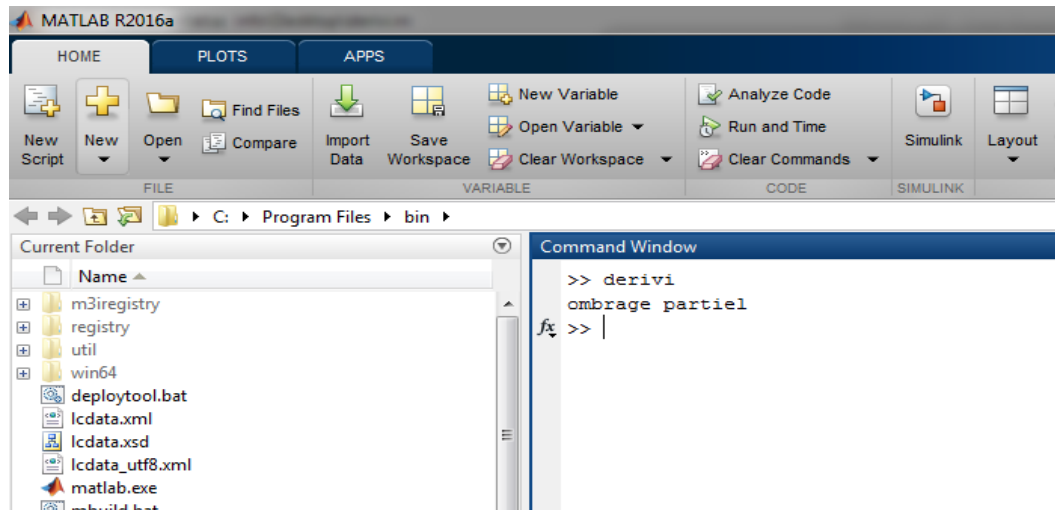 MATLAB R2016a
HOME PLOTS APPS
New Script
New
Open
Find Files
Compare
FILE
Import Data
Save Workspace
New Variable
Open Variable
Clear Workspace
VARIABLE
Analyze Code
Run and Time
Clear Commands
CODE
Simulink
SIMULINK
Layout
C: Program Files bin
Current Folder
Name
m3iregistry
registry
util
win64
deploytool.bat
lcdata.xml
lcdata.xsd
lcdata_utf8.xml
matlab.exe
mbuild.bat
Command Window
>> derivi
ombrage partiel
fx >>